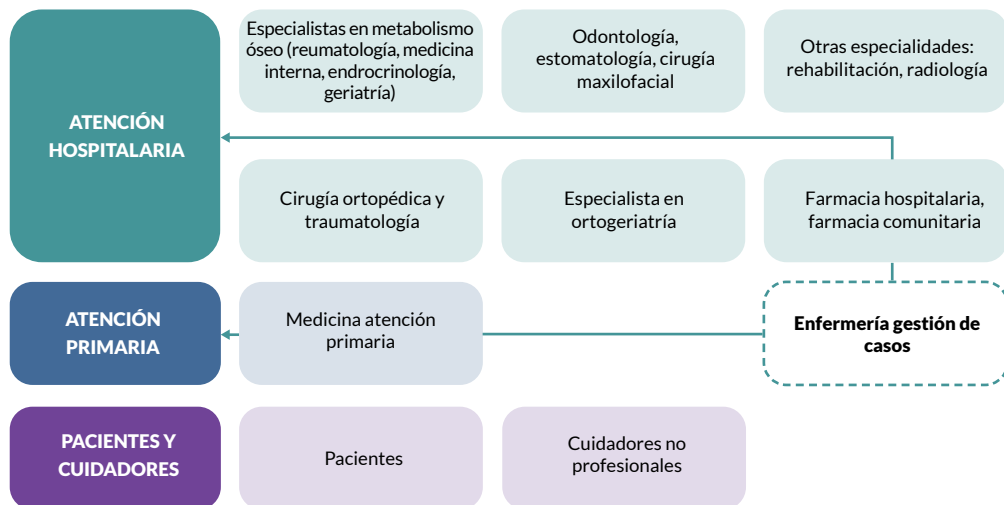 ATENCIÓN
HOSPITALARIA
Especialistas en metabolismo
óseo (reumatología, medicina
interna, endocrinología,
geriatría)
Odontología,
estomatología, cirugía
maxilofacial
Otras especialidades:
rehabilitación, radiología
Cirugía ortopédica y
traumatología
Especialista en
ortogeriatría
Farmacia hospitalaria,
farmacia comunitaria
ATENCIÓN
PRIMARIA
Medicina atención
primaria
Enfermería gestión de
casos
PACIENTES Y
CUIDADORES
Pacientes
Cuidadores no
profesionales